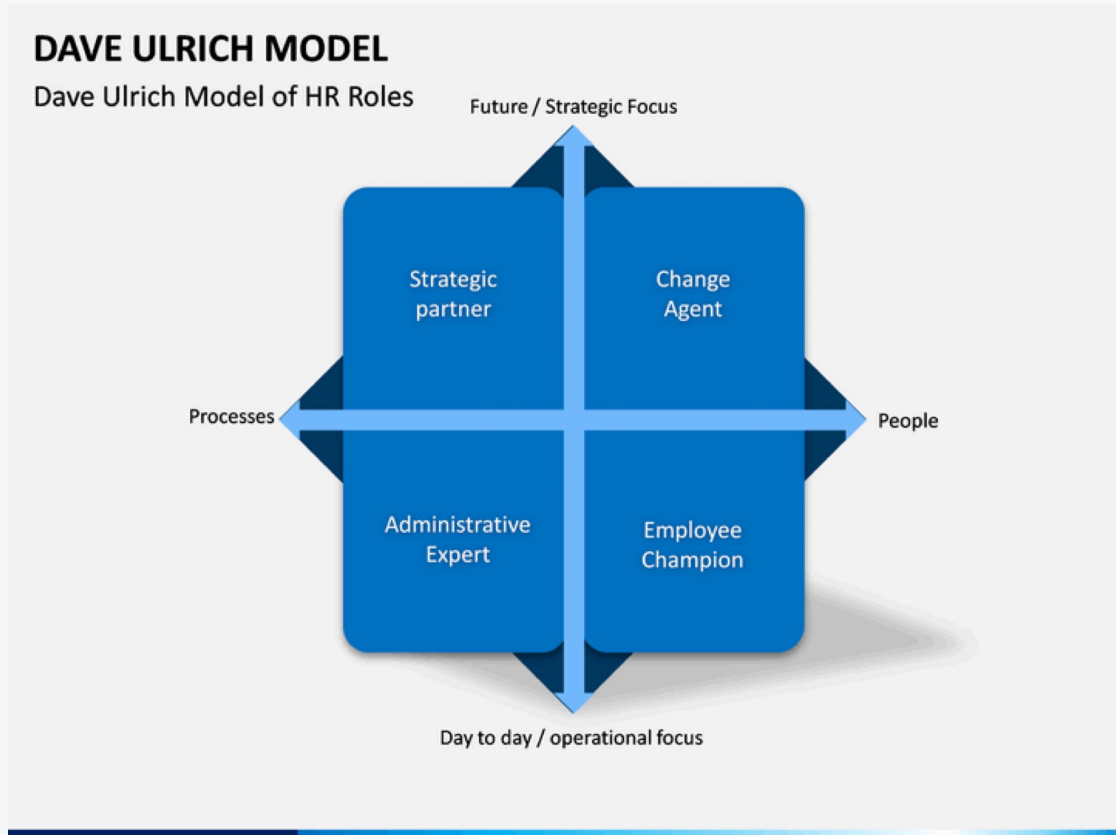 DAVE ULRICH MODEL
Dave Ulrich Model of HR Roles
Future / Strategic Focus
Strategic
partner
Change
Agent
Processes
People
Administrative
Expert
Employee
Champion
Day to day / operational focus